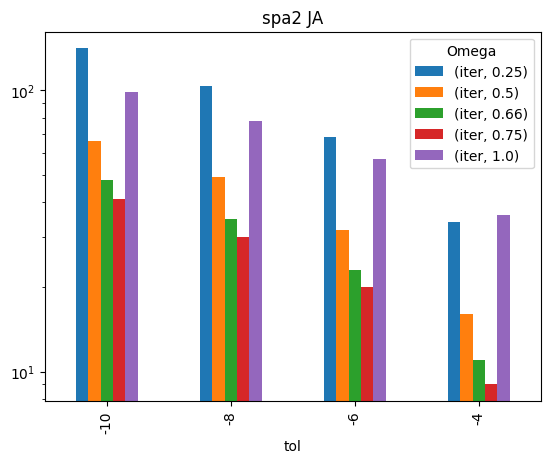 spa2 JA
Omega
(iter, 0.25)
(iter, 0.5)
(iter, 0.66)
(iter, 0.75)
(iter, 1.0)
10²
10¹
-10
-8
-6
-4
tol